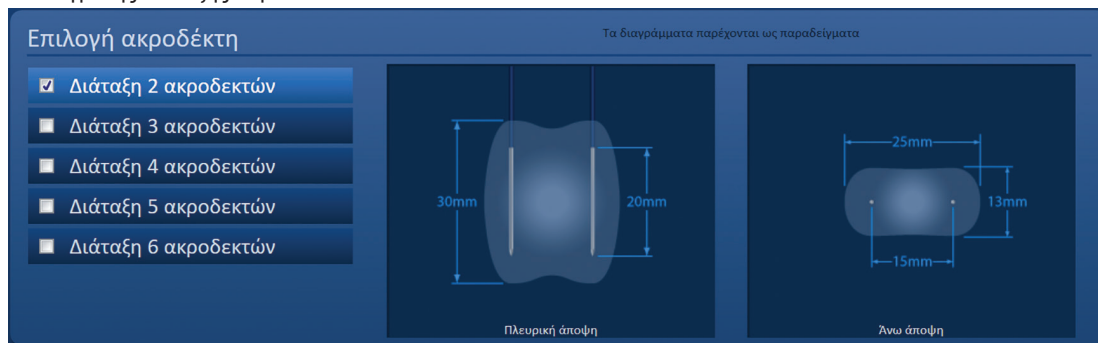 Επιλογή ακροδέκτη
Τα διαγράμματα παρέχονται ως παραδείγματα
Διάταξη 2 ακροδεκτών
Διάταξη 3 ακροδεκτών
Διάταξη 4 ακροδεκτών
Διάταξη 5 ακροδεκτών
Διάταξη 6 ακροδεκτών
30mm
20mm
Πλευρική άποψη
25mm
13mm
15mm
Άνω άποψη